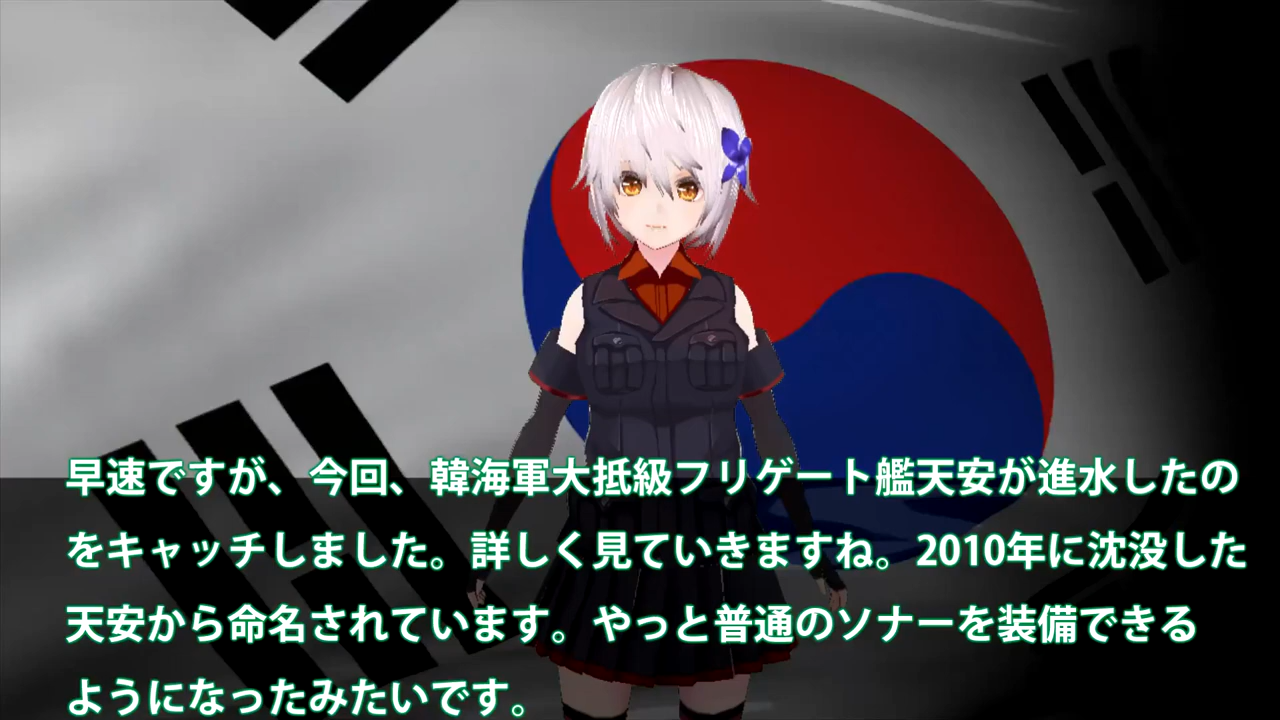 早速ですが、今回、韓海軍大抵級フリゲート艦天安が進水したの
をキャッチしました。詳しく見ていきますね。2010年に沈没した
天安から命名されています。やっと普通のソナーを装備できる
ようになったみたいです。